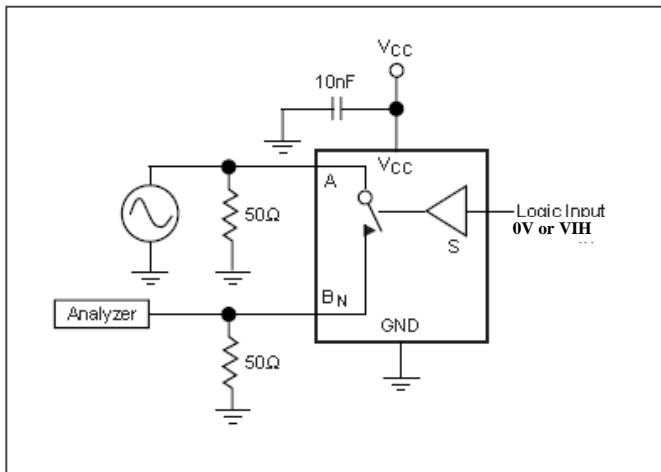 VCC
10nF
VCC
A
50Ω
Logic Input
0V or VIH
S
BN
Analyzer
GND
50Ω